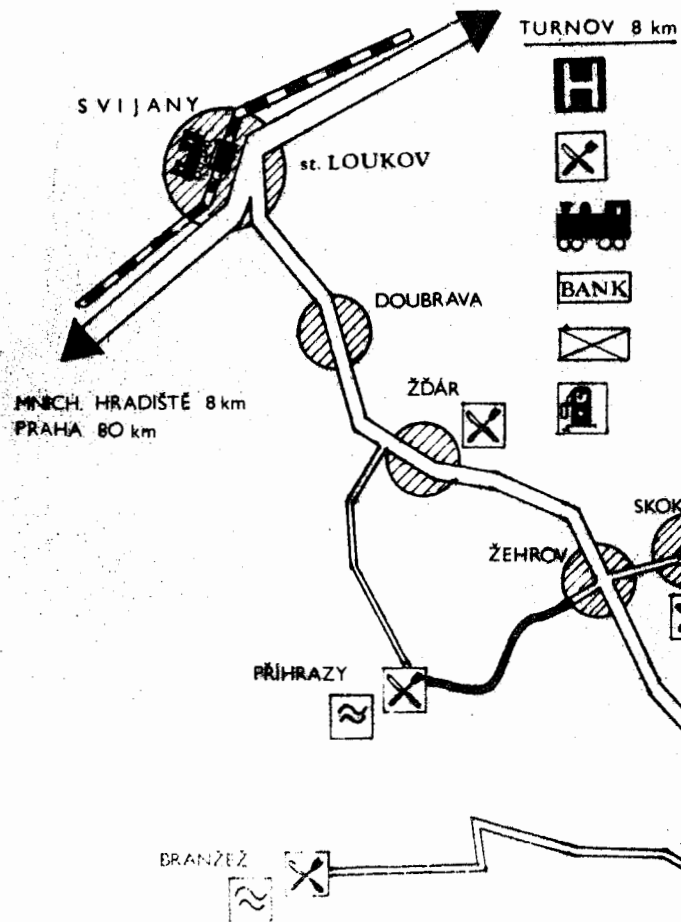 TURNOV 8 km
H
SVIJANY
st. LOUKOV
BANK
DOUBRAVA
MNICH. HRADIŠTĚ 8 km
PRAHA 80 km
ŽĎÁR
SKOK
ŽEHROV
PŘÍHRAZY
BRANŽEŽ